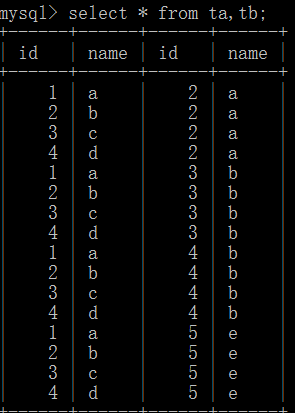 mysql> select * from ta,tb;
+------+------+------+------+
| id | name | id | name |
+------+------+------+------+
| 1 | a | 2 | a |
| 2 | b | 2 | a |
| 3 | c | 2 | a |
| 4 | d | 2 | a |
| 1 | a | 3 | b |
| 2 | b | 3 | b |
| 3 | c | 3 | b |
| 4 | d | 3 | b |
| 1 | a | 4 | b |
| 2 | b | 4 | b |
| 3 | c | 4 | b |
| 4 | d | 4 | b |
| 1 | a | 5 | e |
| 2 | b | 5 | e |
| 3 | c | 5 | e |
| 4 | d | 5 | e |
+------+------+------+------+